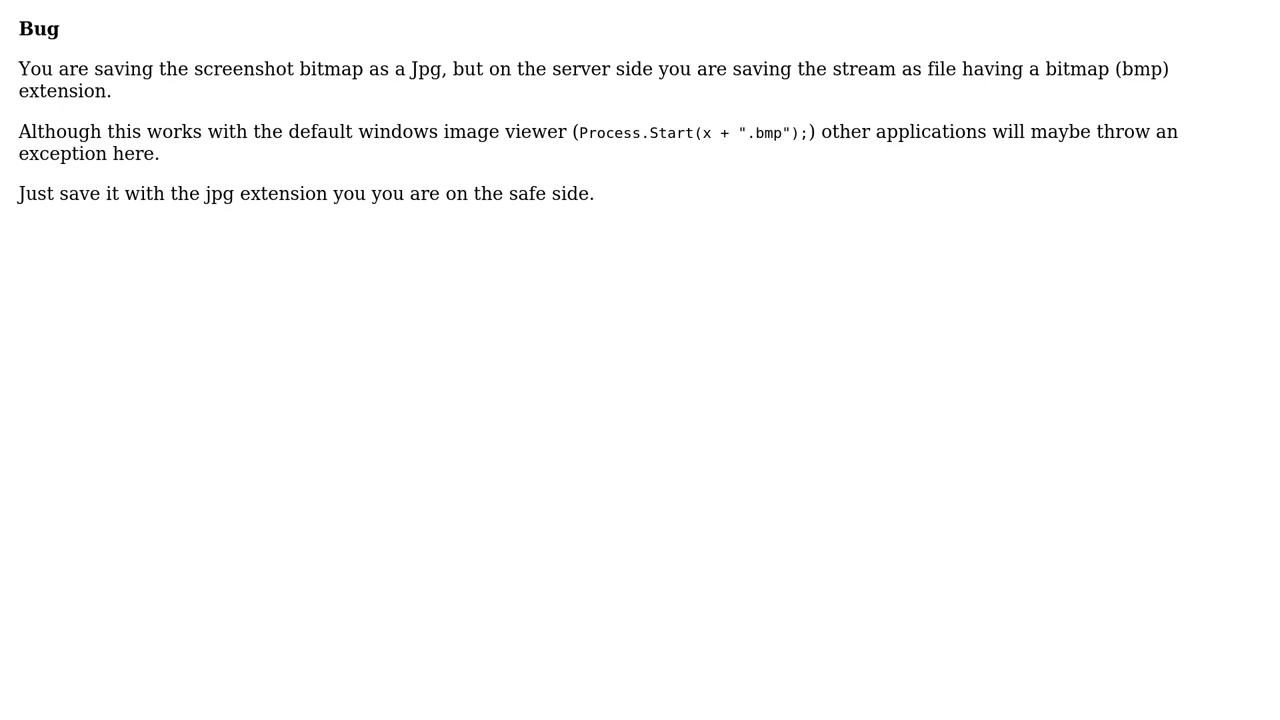 Bug
You are saving the screenshot bitmap as a Jpg, but on the server side you are saving the stream as file having a bitmap (bmp)
extension.
Although this works with the default windows image viewer (Process.Start(x + ".bmp");) other applications will maybe throw an
exception here.
Just save it with the jpg extension you you are on the safe side.